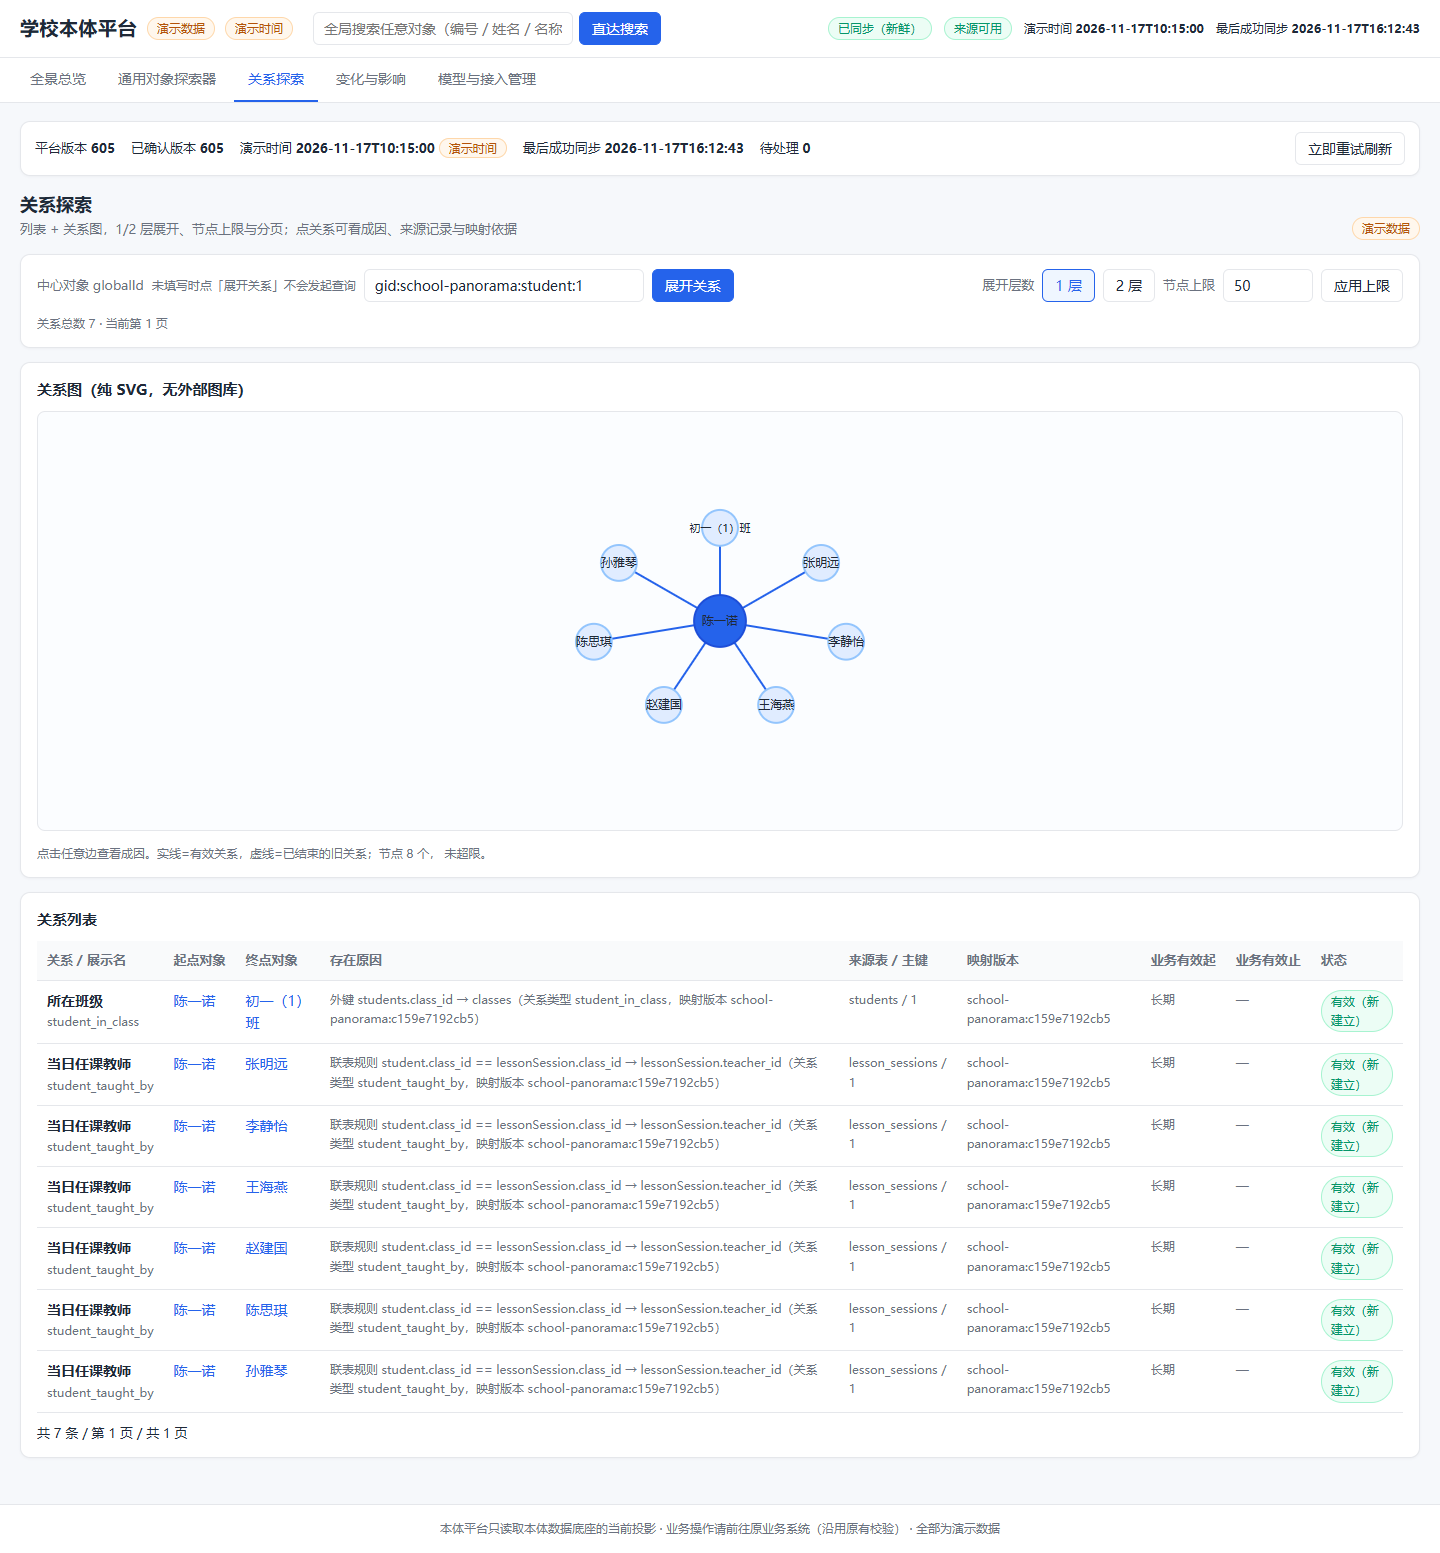 学校本体平台 演示数据 演示时间 全局搜索任意对象（编号 / 姓名 / 名称 直达搜索 已同步（新鲜） 来源可用 演示时间 2026-11-17T10:15:00 最后成功同步 2026-11-17T16:12:43
全景总览 通用对象探索器 关系探索 变化与影响 模型与接入管理
平台版本 605 已确认版本 605 演示时间 2026-11-17T10:15:00 演示时间 最后成功同步 2026-11-17T16:12:43 待处理 0 立即重试刷新
关系探索
列表 + 关系图，1/2 层展开、节点上限与分页；点关系可看成因、来源记录与映射依据 演示数据
中心对象 globalId 未填写时点「展开关系」不会发起查询 gid:school-panorama:student:1 展开关系 展开层数 1 层 2 层 节点上限 50 应用上限
关系总数 7 · 当前第 1 页
关系图（纯 SVG，无外部图库）
初一（1）班
孙雅琴 张明远
陈一诺
陈思琪 李静怡
赵建国 王海燕
点击任意边查看成因。实线=有效关系，虚线=已结束的旧关系；节点 8 个， 未超限。
关系列表
关系 / 展示名 起点对象 终点对象 存在原因 来源表 / 主键 映射版本 业务有效起 业务有效止 状态
所在班级 陈一诺 初一（1） 外键 students.class_id → classes（关系类型 student_in_class，映射版本 school- students / 1 school- 长期 — 有效（新
student_in_class 班 panorama:c159e7192cb5） panorama:c159e7192cb5 建立）
当日任课教师 陈一诺 张明远 联表规则 student.class_id == lessonSession.class_id → lessonSession.teacher_id（关系 lesson_sessions / school- 长期 — 有效（新
student_taught_by 类型 student_taught_by，映射版本 school-panorama:c159e7192cb5） 1 panorama:c159e7192cb5 建立）
当日任课教师 陈一诺 李静怡 联表规则 student.class_id == lessonSession.class_id → lessonSession.teacher_id（关系 lesson_sessions / school- 长期 — 有效（新
student_taught_by 类型 student_taught_by，映射版本 school-panorama:c159e7192cb5） 1 panorama:c159e7192cb5 建立）
当日任课教师 陈一诺 王海燕 联表规则 student.class_id == lessonSession.class_id → lessonSession.teacher_id（关系 lesson_sessions / school- 长期 — 有效（新
student_taught_by 类型 student_taught_by，映射版本 school-panorama:c159e7192cb5） 1 panorama:c159e7192cb5 建立）
当日任课教师 陈一诺 赵建国 联表规则 student.class_id == lessonSession.class_id → lessonSession.teacher_id（关系 lesson_sessions / school- 长期 — 有效（新
student_taught_by 类型 student_taught_by，映射版本 school-panorama:c159e7192cb5） 1 panorama:c159e7192cb5 建立）
当日任课教师 陈一诺 陈思琪 联表规则 student.class_id == lessonSession.class_id → lessonSession.teacher_id（关系 lesson_sessions / school- 长期 — 有效（新
student_taught_by 类型 student_taught_by，映射版本 school-panorama:c159e7192cb5） 1 panorama:c159e7192cb5 建立）
当日任课教师 陈一诺 孙雅琴 联表规则 student.class_id == lessonSession.class_id → lessonSession.teacher_id（关系 lesson_sessions / school- 长期 — 有效（新
student_taught_by 类型 student_taught_by，映射版本 school-panorama:c159e7192cb5） 1 panorama:c159e7192cb5 建立）
共 7 条 / 第 1 页 / 共 1 页
本体平台只读取本体数据底座的当前投影 · 业务操作请前往原业务系统（沿用原有校验） · 全部为演示数据